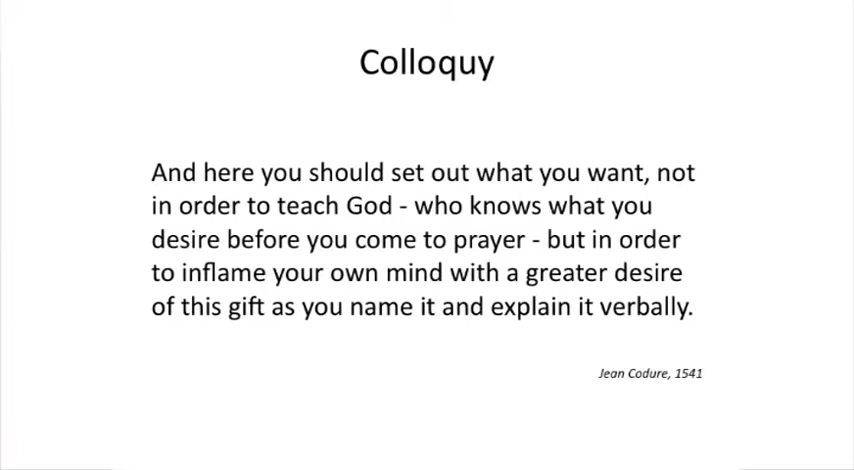 Colloquy
And here you should set out what you want, not
in order to teach God - who knows what you
desire before you come to prayer - but in order
to inflame your own mind with a greater desire
of this gift as you name it and explain it verbally.
Jean Codure, 1541